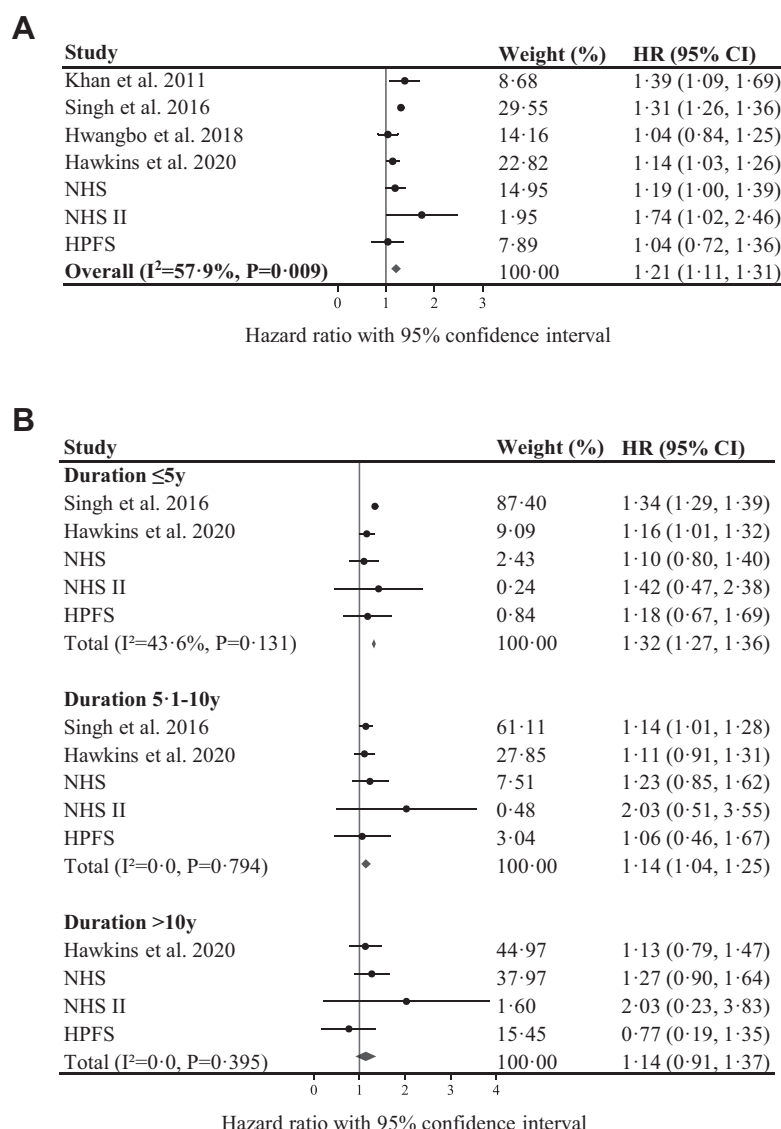 A
Study Weight (%) HR (95% CI)
Khan et al. 2011 8·68 1·39 (1·09, 1·69)
Singh et al. 2016 29·55 1·31 (1·26, 1·36)
Hwangbo et al. 2018 14·16 1·04 (0·84, 1·25)
Hawkins et al. 2020 22·82 1·14 (1·03, 1·26)
NHS 14·95 1·19 (1·00, 1·39)
NHS II 1·95 1·74 (1·02, 2·46)
HPFS 7·89 1·04 (0·72, 1·36)
Overall (I²=57·9%, P=0·009) 100·00 1·21 (1·11, 1·31)
0 1 2 3
Hazard ratio with 95% confidence interval
B
Study Weight (%) HR (95% CI)
Duration ≤5y
Singh et al. 2016 87·40 1·34 (1·29, 1·39)
Hawkins et al. 2020 9·09 1·16 (1·01, 1·32)
NHS 2·43 1·10 (0·80, 1·40)
NHS II 0·24 1·42 (0·47, 2·38)
HPFS 0·84 1·18 (0·67, 1·69)
Total (I²=43·6%, P=0·131) 100·00 1·32 (1·27, 1·36)
Duration 5·1-10y
Singh et al. 2016 61·11 1·14 (1·01, 1·28)
Hawkins et al. 2020 27·85 1·11 (0·91, 1·31)
NHS 7·51 1·23 (0·85, 1·62)
NHS II 0·48 2·03 (0·51, 3·55)
HPFS 3·04 1·06 (0·46, 1·67)
Total (I²=0·0, P=0·794) 100·00 1·14 (1·04, 1·25)
Duration >10y
Hawkins et al. 2020 44·97 1·13 (0·79, 1·47)
NHS 37·97 1·27 (0·90, 1·64)
NHS II 1·60 2·03 (0·23, 3·83)
HPFS 15·45 0·77 (0·19, 1·35)
Total (I²=0·0, P=0·395) 100·00 1·14 (0·91, 1·37)
0 1 2 3 4
Hazard ratio with 95% confidence interval